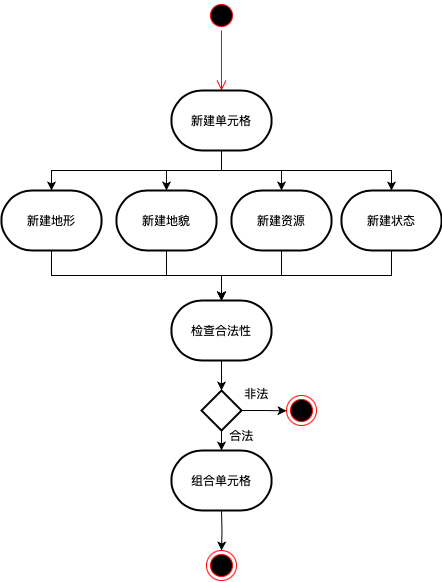 新建单元格
新建地形
新建地貌
新建资源
新建状态
检查合法性
非法
合法
组合单元格